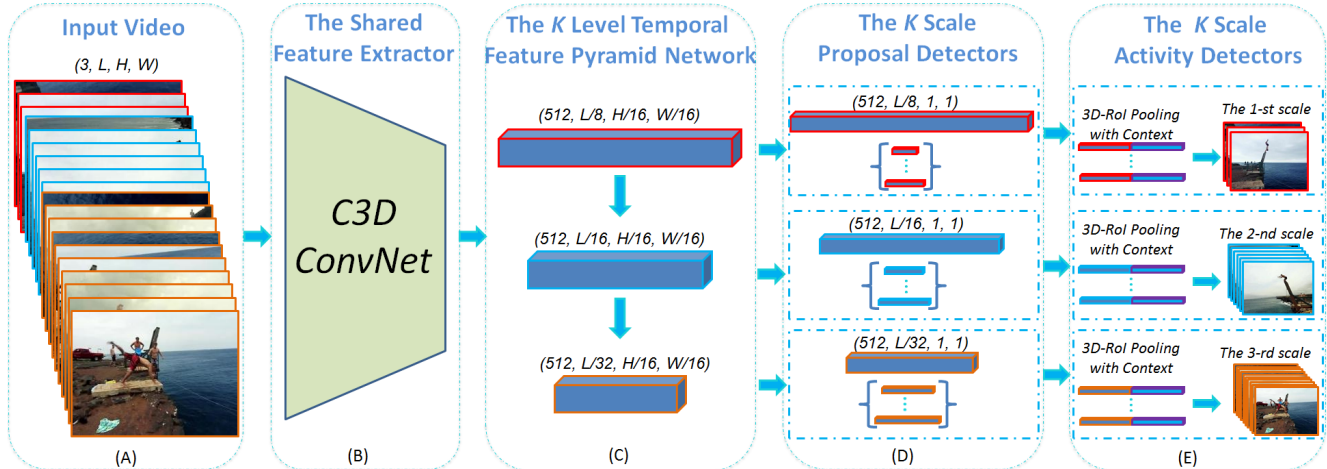 Input Video
(3, L, H, W)
(A)
The Shared
Feature Extractor
C3D
ConvNet
(B)
The K Level Temporal
Feature Pyramid Network
(512, L/8, H/16, W/16)
(512, L/16, H/16, W/16)
(512, L/32, H/16, W/16)
(C)
The K Scale
Proposal Detectors
(512, L/8, 1, 1)
(512, L/16, 1, 1)
(512, L/32, 1, 1)
(D)
The K Scale
Activity Detectors
3D-RoI Pooling
with Context
The 1-st scale
3D-RoI Pooling
with Context
The 2-nd scale
3D-RoI Pooling
with Context
The 3-rd scale
(E)